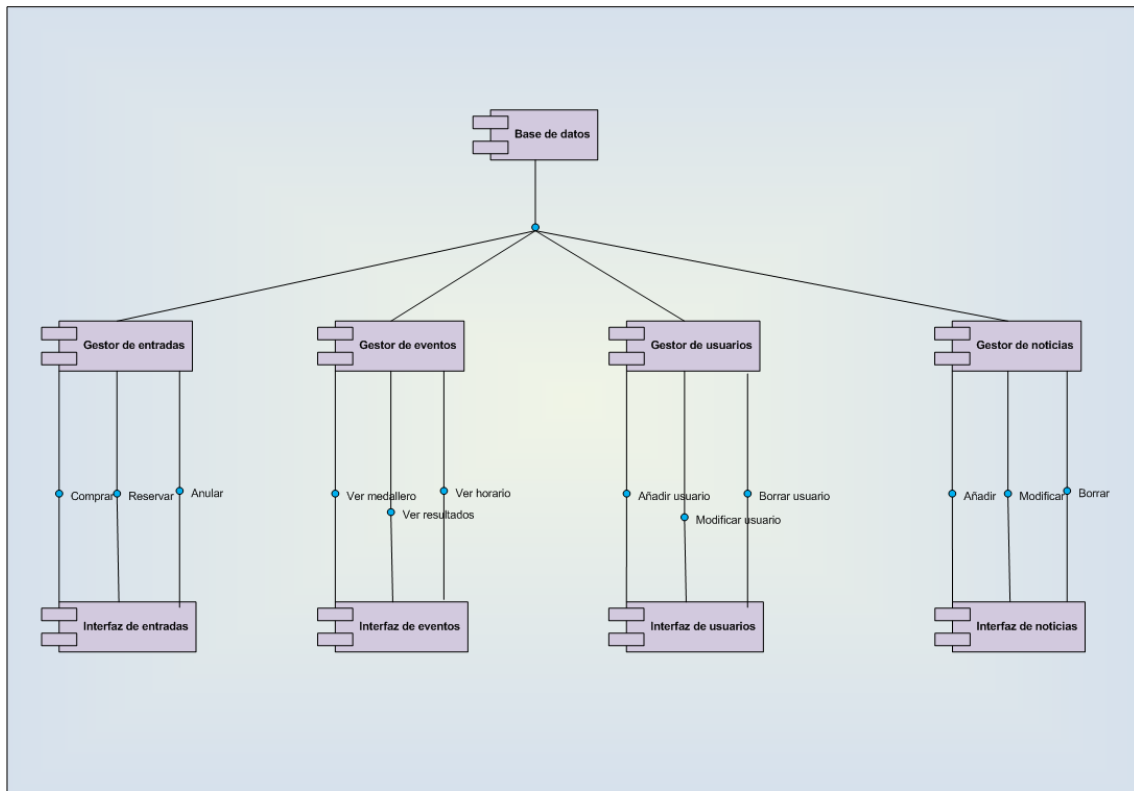 Base de datos
Gestor de entradas
Gestor de eventos
Gestor de usuarios
Gestor de noticias
Comprar
Reservar
Anular
Ver medallero
Ver resultados
Ver horario
Añadir usuario
Modificar usuario
Borrar usuario
Añadir
Modificar
Borrar
Interfaz de entradas
Interfaz de eventos
Interfaz de usuarios
Interfaz de noticias